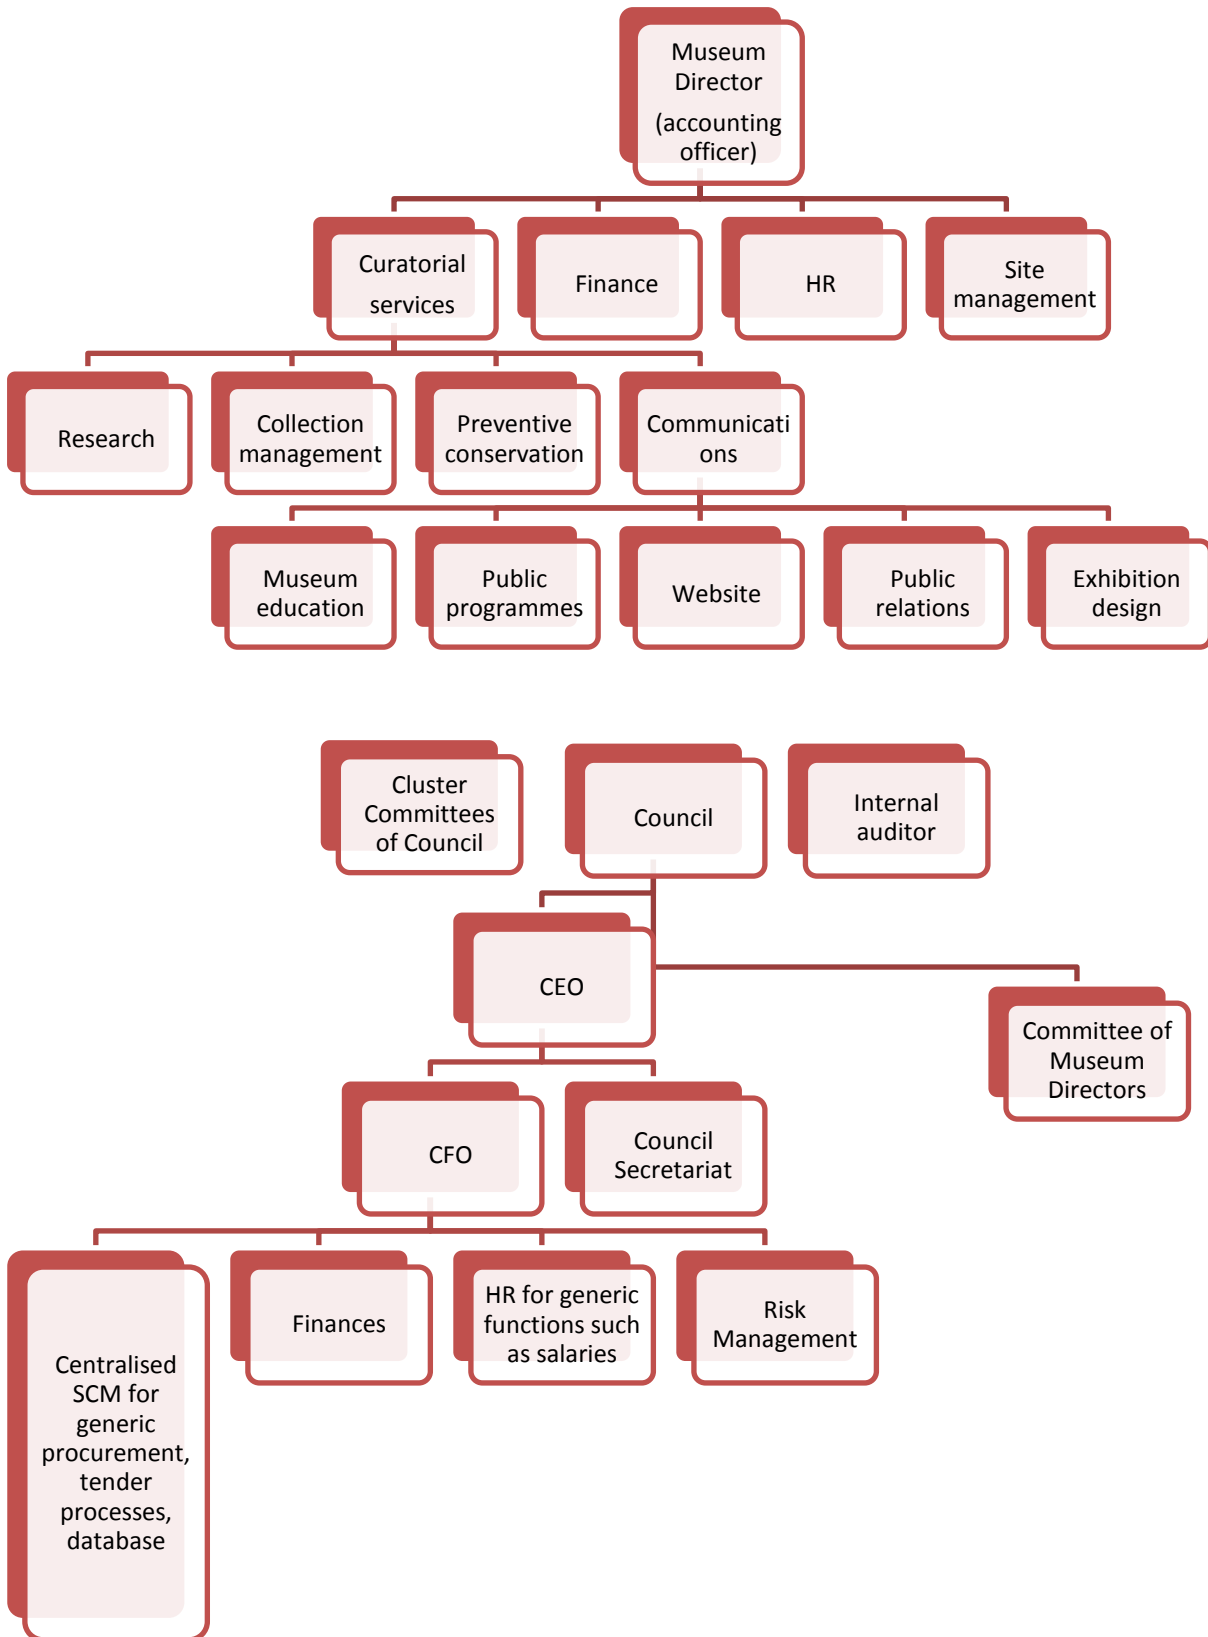 Museum
Director
(accounting
officer)
Curatorial
services
Finance
HR
Site
management
Research
Collection
management
Preventive
conservation
Communicati
ons
Museum
education
Public
programmes
Website
Public
relations
Exhibition
design
Cluster
Committees
of Council
Council
Internal
auditor
CEO
Committee of
Museum
Directors
CFO
Council
Secretariat
Centralised
SCM for
generic
procurement,
tender
processes,
database
Finances
HR for generic
functions such
as salaries
Risk
Management